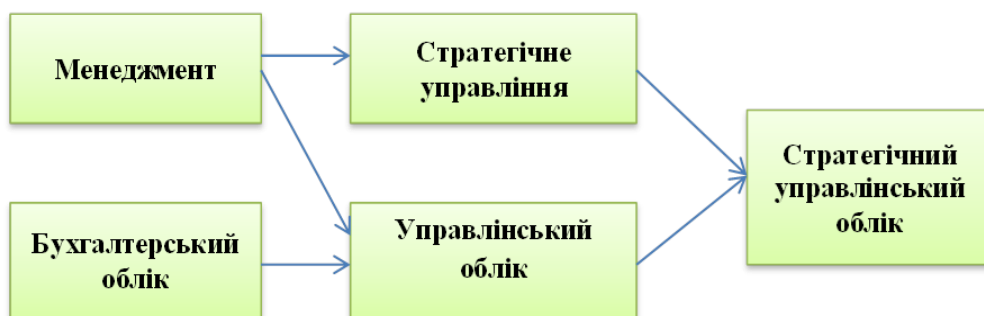 Менеджмент
Стратегічне
управління
Стратегічний
управлінський
облік
Бухгалтерський
облік
Управлінський
облік